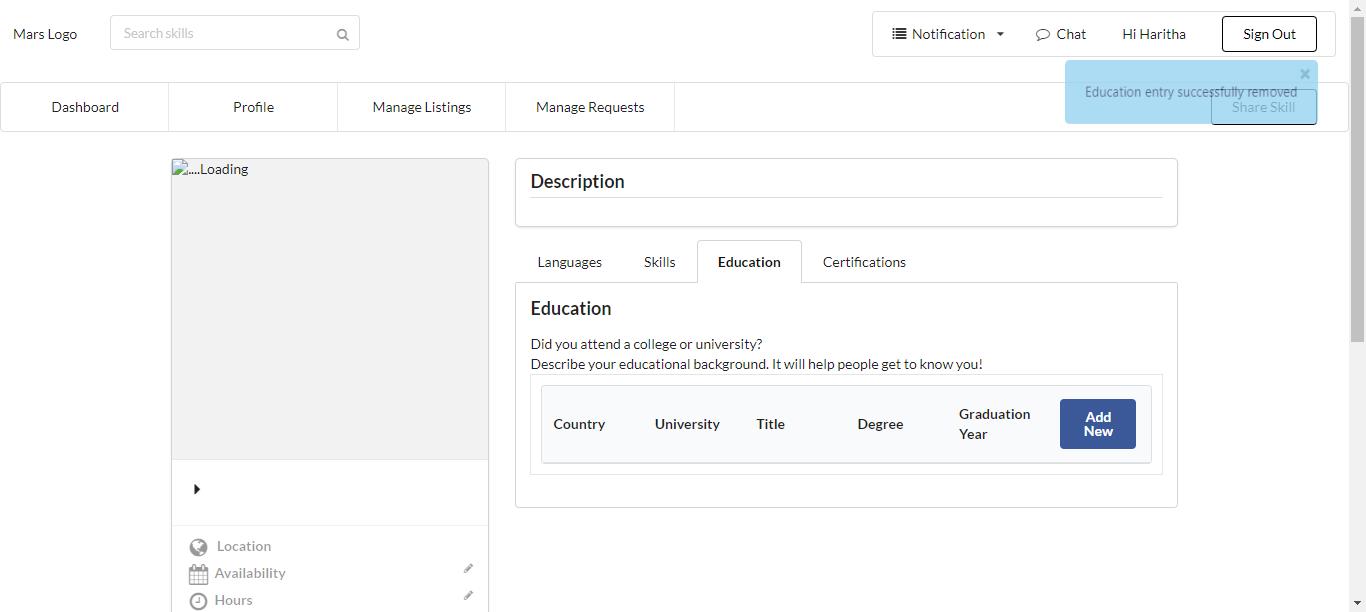 Mars Logo
Search skills
Notification
Chat
Hi Haritha
Sign Out
Education entry successfully removed
Dashboard
Profile
Manage Listings
Manage Requests
Share Skill
....Loading
Description
Languages
Skills
Education
Certifications
Education
Did you attend a college or university?
Describe your educational background. It will help people get to know you!
Country
University
Title
Degree
Graduation
Year
Add
New
Location
Availability
Hours